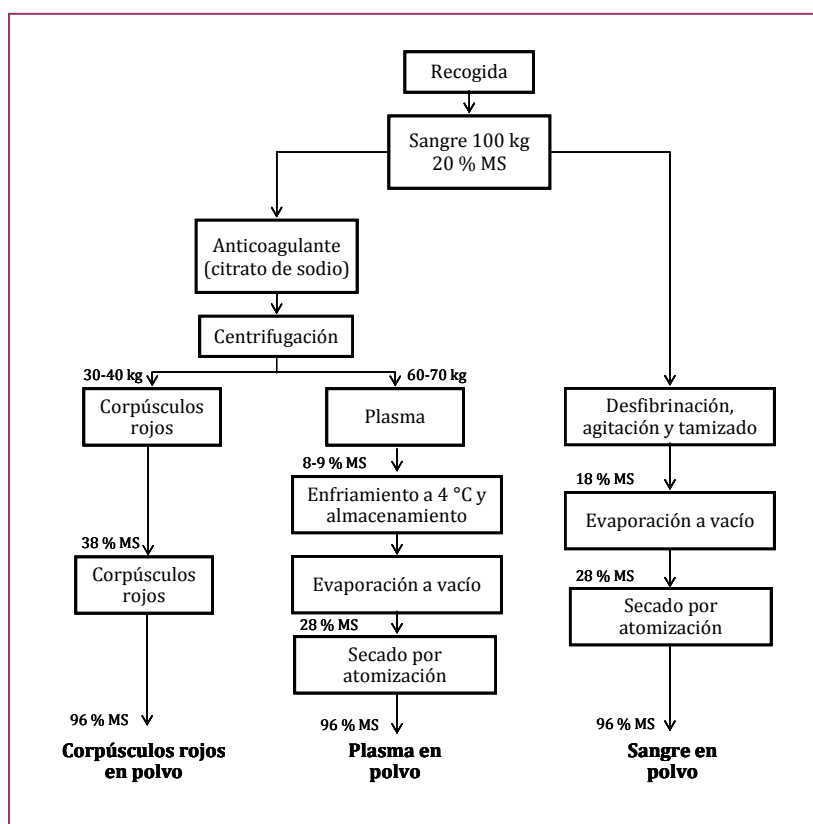 Recogida
Sangre 100 kg
20 % MS
Anticoagulante
(citrato de sodio)
Centrifugación
30-40 kg
60-70 kg
Corpúsculos
rojos
Plasma
Desfibrinación,
agitación y tamizado
8-9 % MS
18 % MS
Enfriamiento a 4 °C y
almacenamiento
Evaporación a vacío
38 % MS
Corpúsculos
rojos
Evaporación a vacío
28 % MS
28 % MS
Secado por
atomización
Secado por
atomización
96 % MS
96 % MS
96 % MS
Corpúsculos rojos
en polvo
Plasma en
polvo
Sangre en
polvo